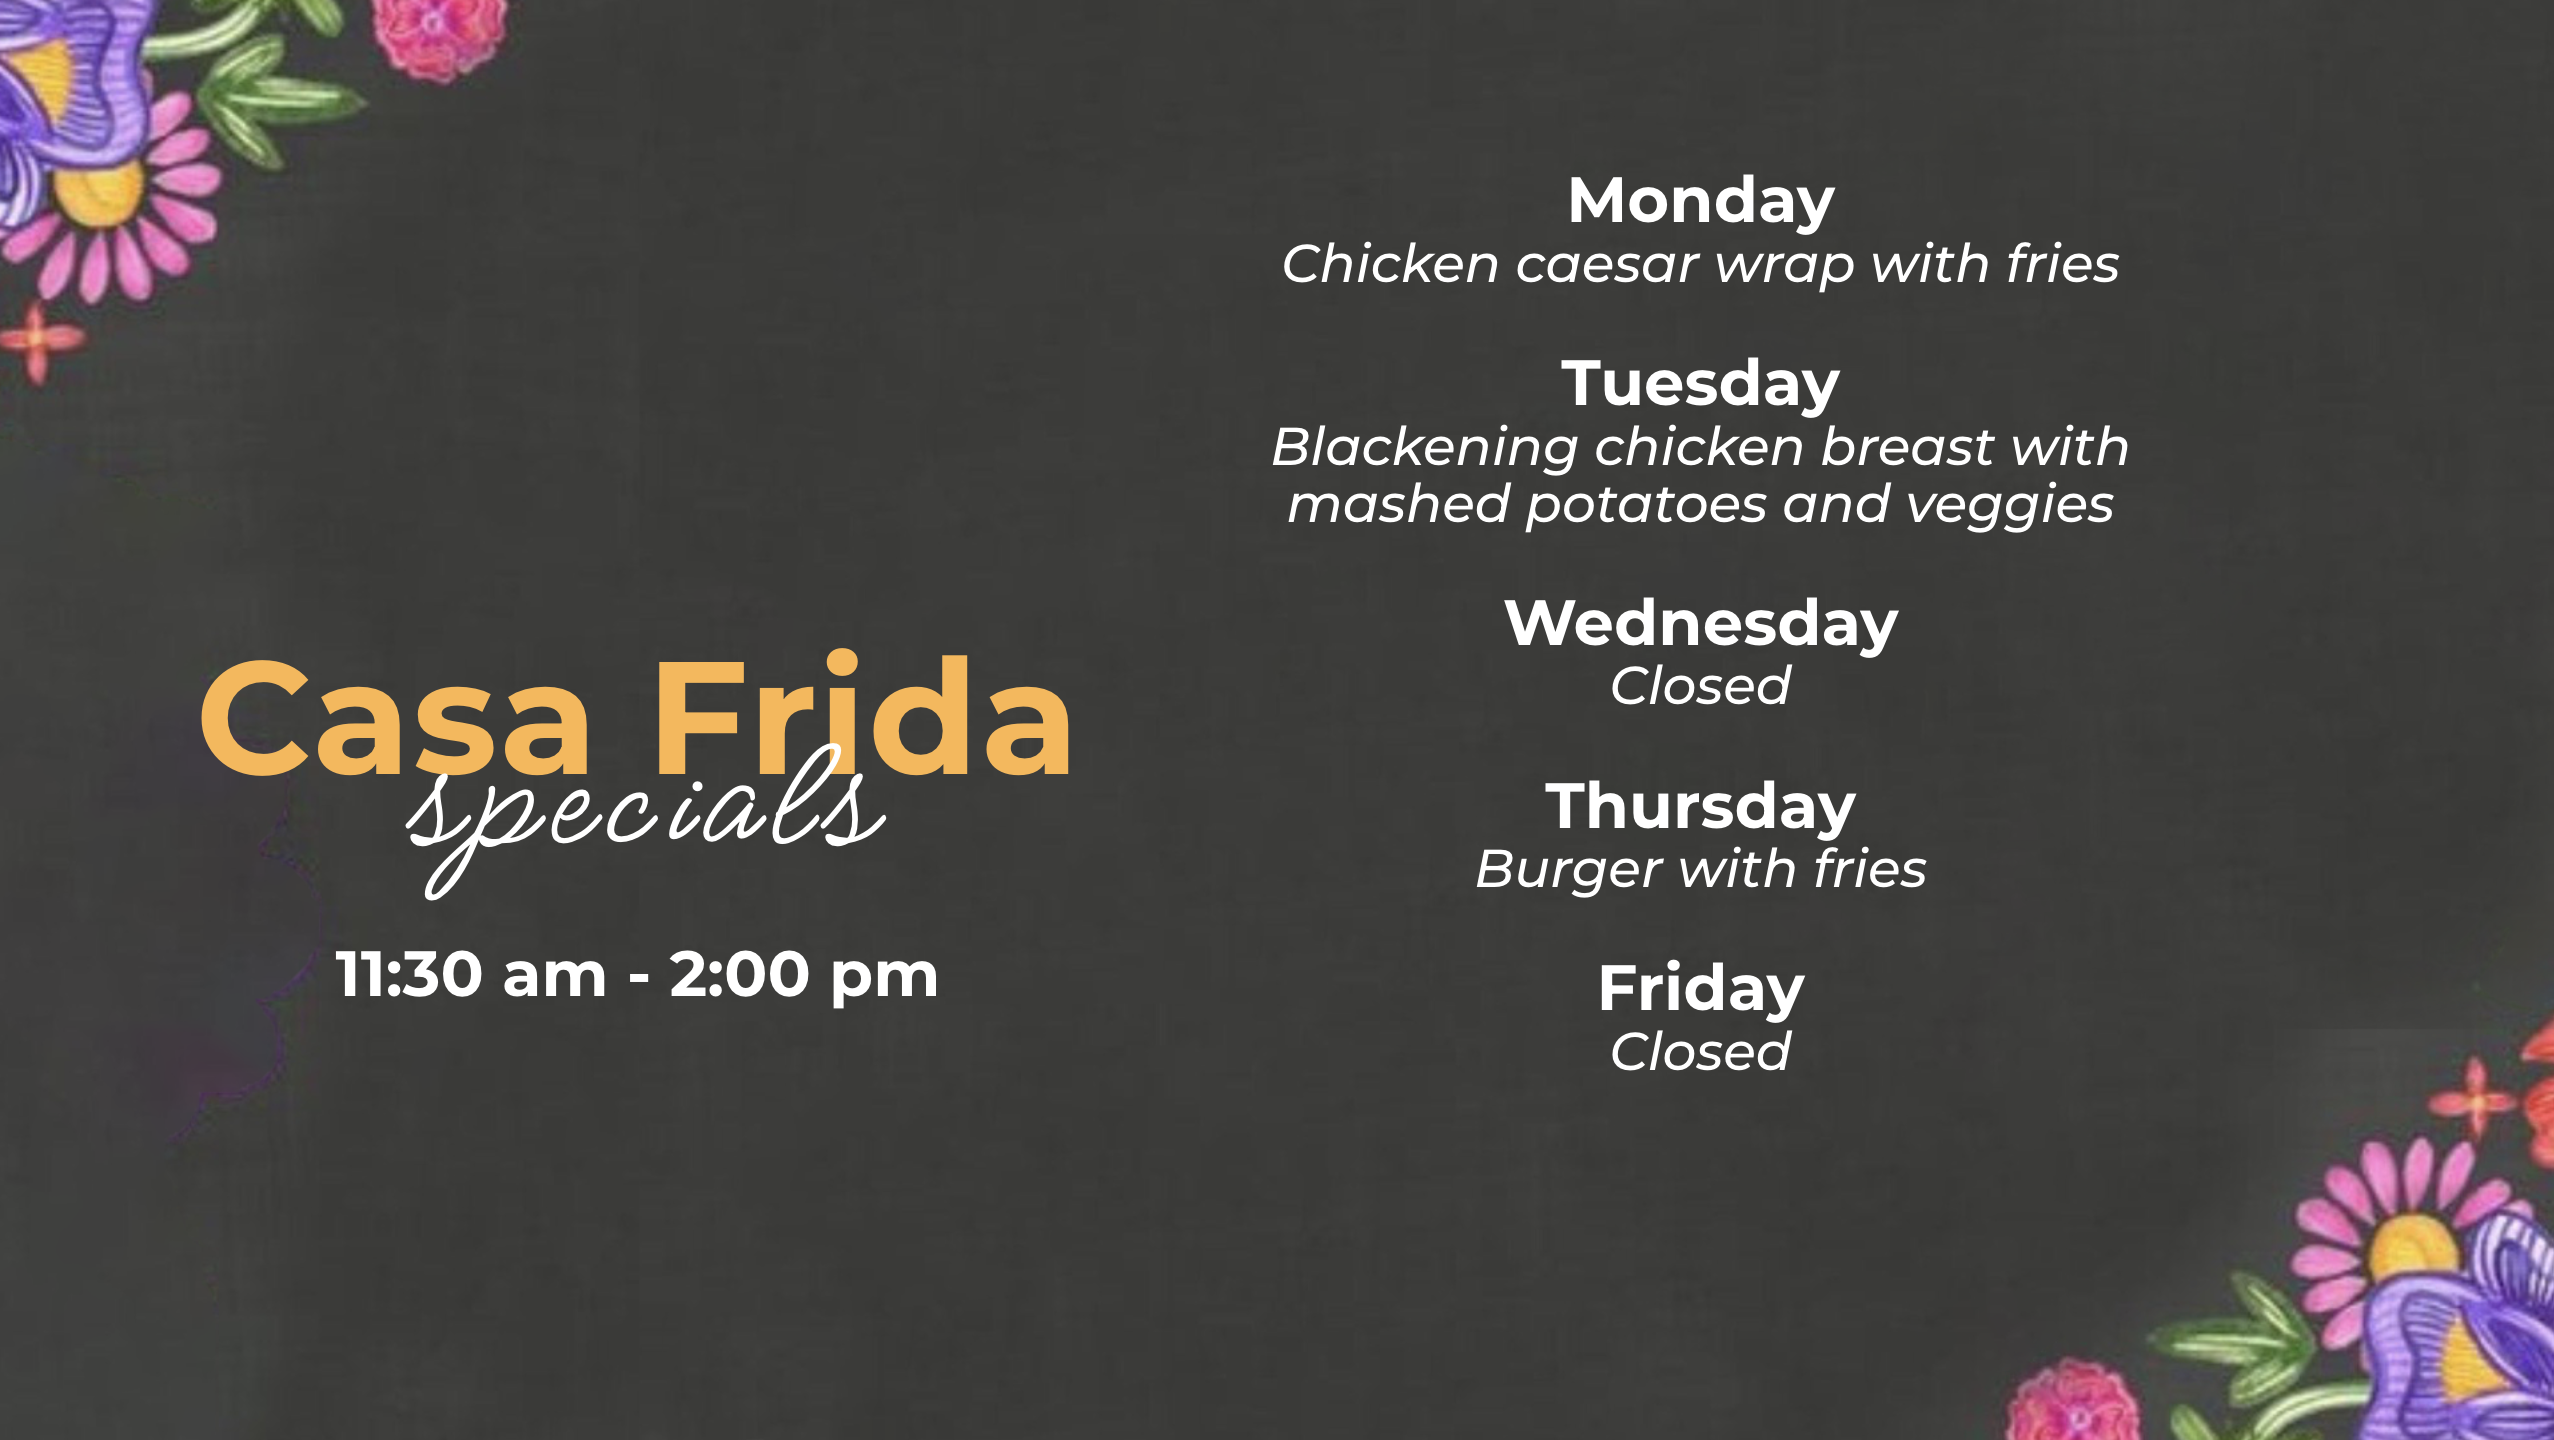 Casa Frida
specials
11:30 am - 2:00 pm
Monday
Chicken caesar wrap with fries
Tuesday
Blackening chicken breast with
mashed potatoes and veggies
Wednesday
Closed
Thursday
Burger with fries
Friday
Closed